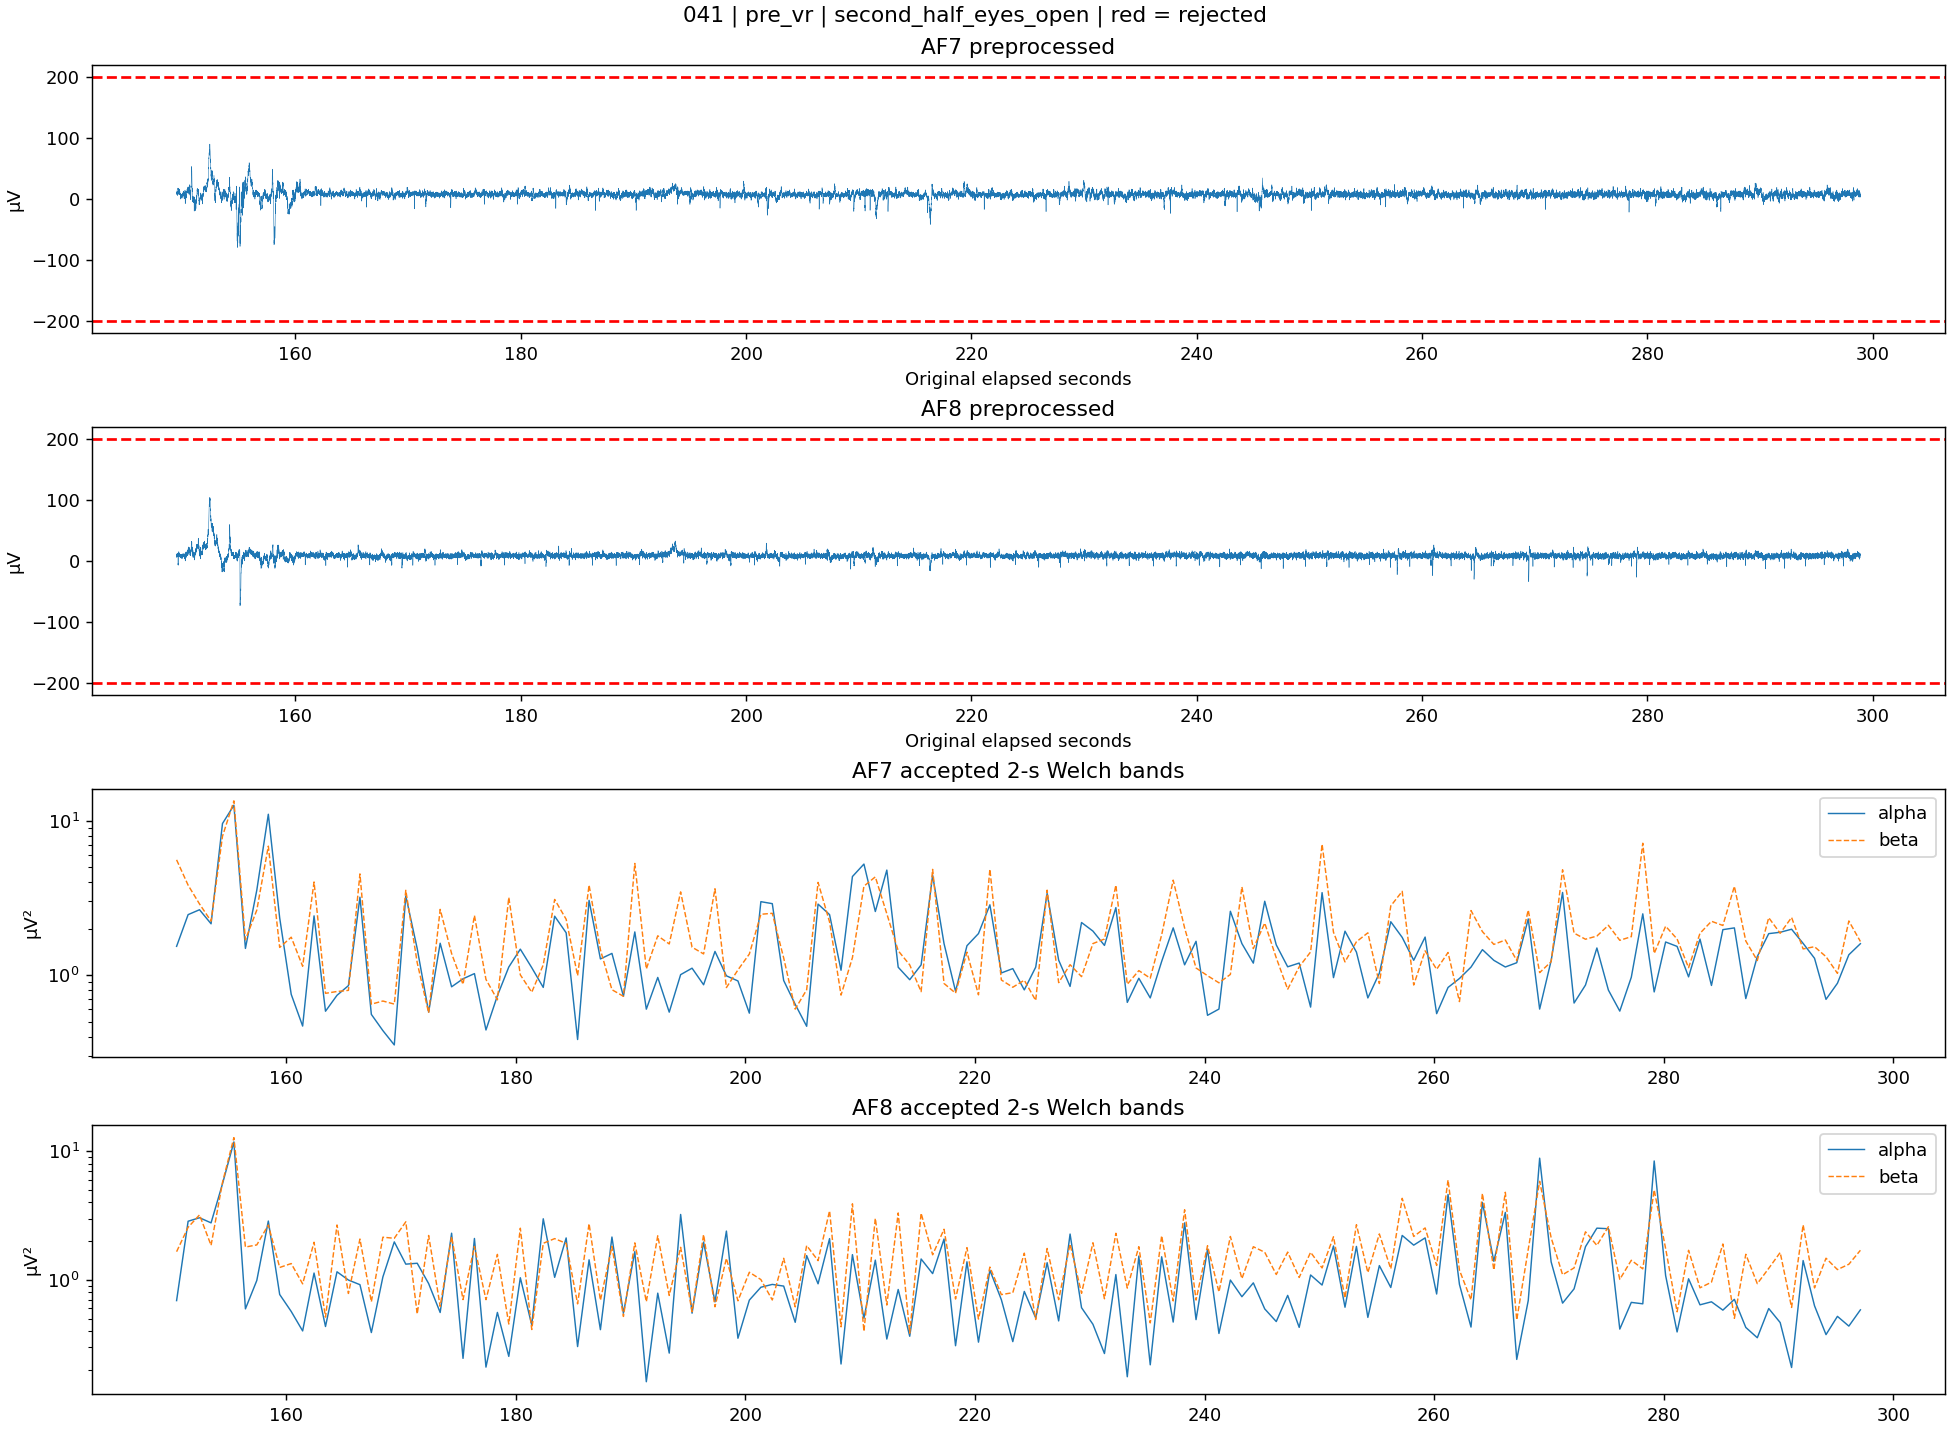 041 | pre_vr | second_half_eyes_open | red = rejected
AF7 preprocessed
200
100
0
−100
−200
µV
160 180 200 220 240 260 280 300
Original elapsed seconds
AF8 preprocessed
200
100
0
−100
−200
µV
160 180 200 220 240 260 280 300
Original elapsed seconds
AF7 accepted 2-s Welch bands
10¹
10⁰
µV²
alpha
beta
160 180 200 220 240 260 280 300
AF8 accepted 2-s Welch bands
10¹
10⁰
µV²
alpha
beta
160 180 200 220 240 260 280 300